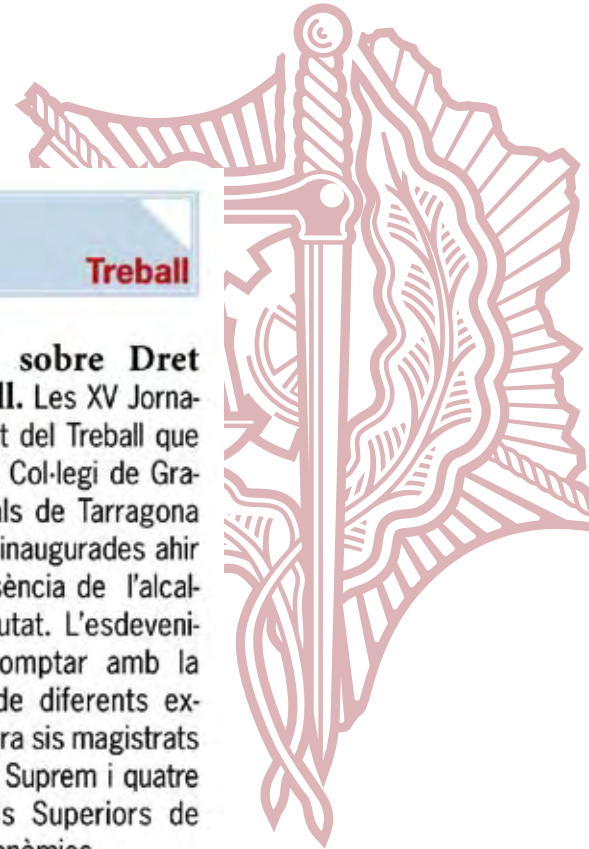 Treball
sobre Dret
ll. Les XV Jorna-
t del Treball que
Col·legi de Gra-
ls de Tarragona
inaugurades ahir
sència de l'alcal-
utat. L'esdeveni-
omptar amb la
de diferents ex-
ra sis magistrats
Suprem i quatre
s Superiors de